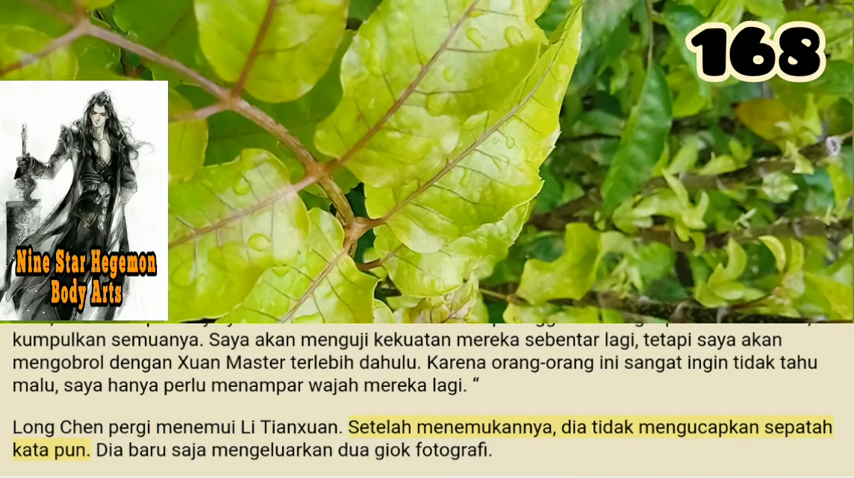 168
Nine Star Hegemon
Body Arts
kumpulkan semuanya. Saya akan menguji kekuatan mereka sebentar lagi, tetapi saya akan
mengobrol dengan Xuan Master terlebih dahulu. Karena orang-orang ini sangat ingin tidak tahu
malu, saya hanya perlu menampar wajah mereka lagi. “
Long Chen pergi menemui Li Tianxuan. Setelah menemukannya, dia tidak mengucapkan sepatah
kata pun. Dia baru saja mengeluarkan dua giok fotografi.